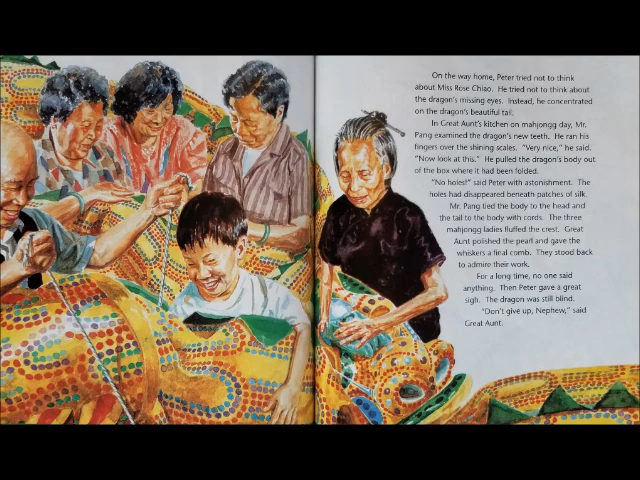 On the way home, Peter tried not to think
about Miss Rose Chiao. He tried not to think about
the dragon's missing eyes. Instead, he concentrated
on the dragon's beautiful tail.
In Great Aunt's kitchen on mahjongg day, Mr.
Pang examined the dragon's new teeth. He ran his
fingers over the shining scales. "Very nice," he said.
"Now look at this." He pulled the dragon's body out
of the box where it had been folded.
"No holes!" said Peter with astonishment. The
holes had disappeared beneath patches of silk.
Mr. Pang tied the body to the head and
the tail to the body with cords. The three
mahjongg ladies fluffed the crest. Great
Aunt polished the pearl and gave the
whiskers a final comb. They stood back
to admire their work.
For a long time, no one said
anything. Then Peter gave a great
sigh. The dragon was still blind.
"Don't give up, Nephew," said
Great Aunt.